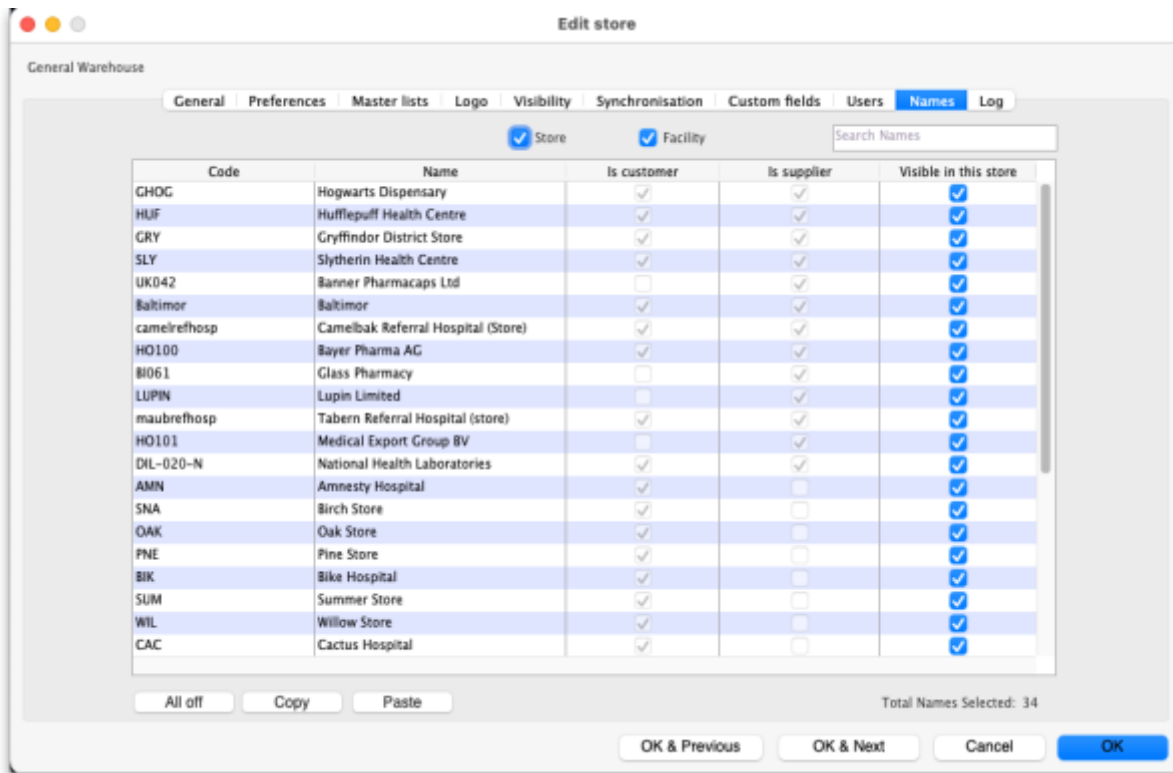 Edit store
General Warehouse
General Preferences Master lists Logo Visibility Synchronisation Custom fields Users Names Log
Store Facility Search Names
Code Name Is customer Is supplier Visible in this store
GHOG Hogwarts Dispensary
HUF Hufflepuff Health Centre
GRY Gryffindor District Store
SLY Slytherin Health Centre
UK042 Banner Pharmacaps Ltd
Baltimor Baltimor
camelrefhosp Camelbak Referral Hospital (Store)
HO100 Bayer Pharma AG
BI061 Glass Pharmacy
LUPIN Lupin Limited
maubrefhosp Tabern Referral Hospital (store)
HO101 Medical Export Group BV
DIL-020-N National Health Laboratories
AMN Amnesty Hospital
SNA Birch Store
OAK Oak Store
PNE Pine Store
BIK Bike Hospital
SUM Summer Store
WIL Willow Store
CAC Cactus Hospital
All off Copy Paste Total Names Selected: 34
OK & Previous OK & Next Cancel OK